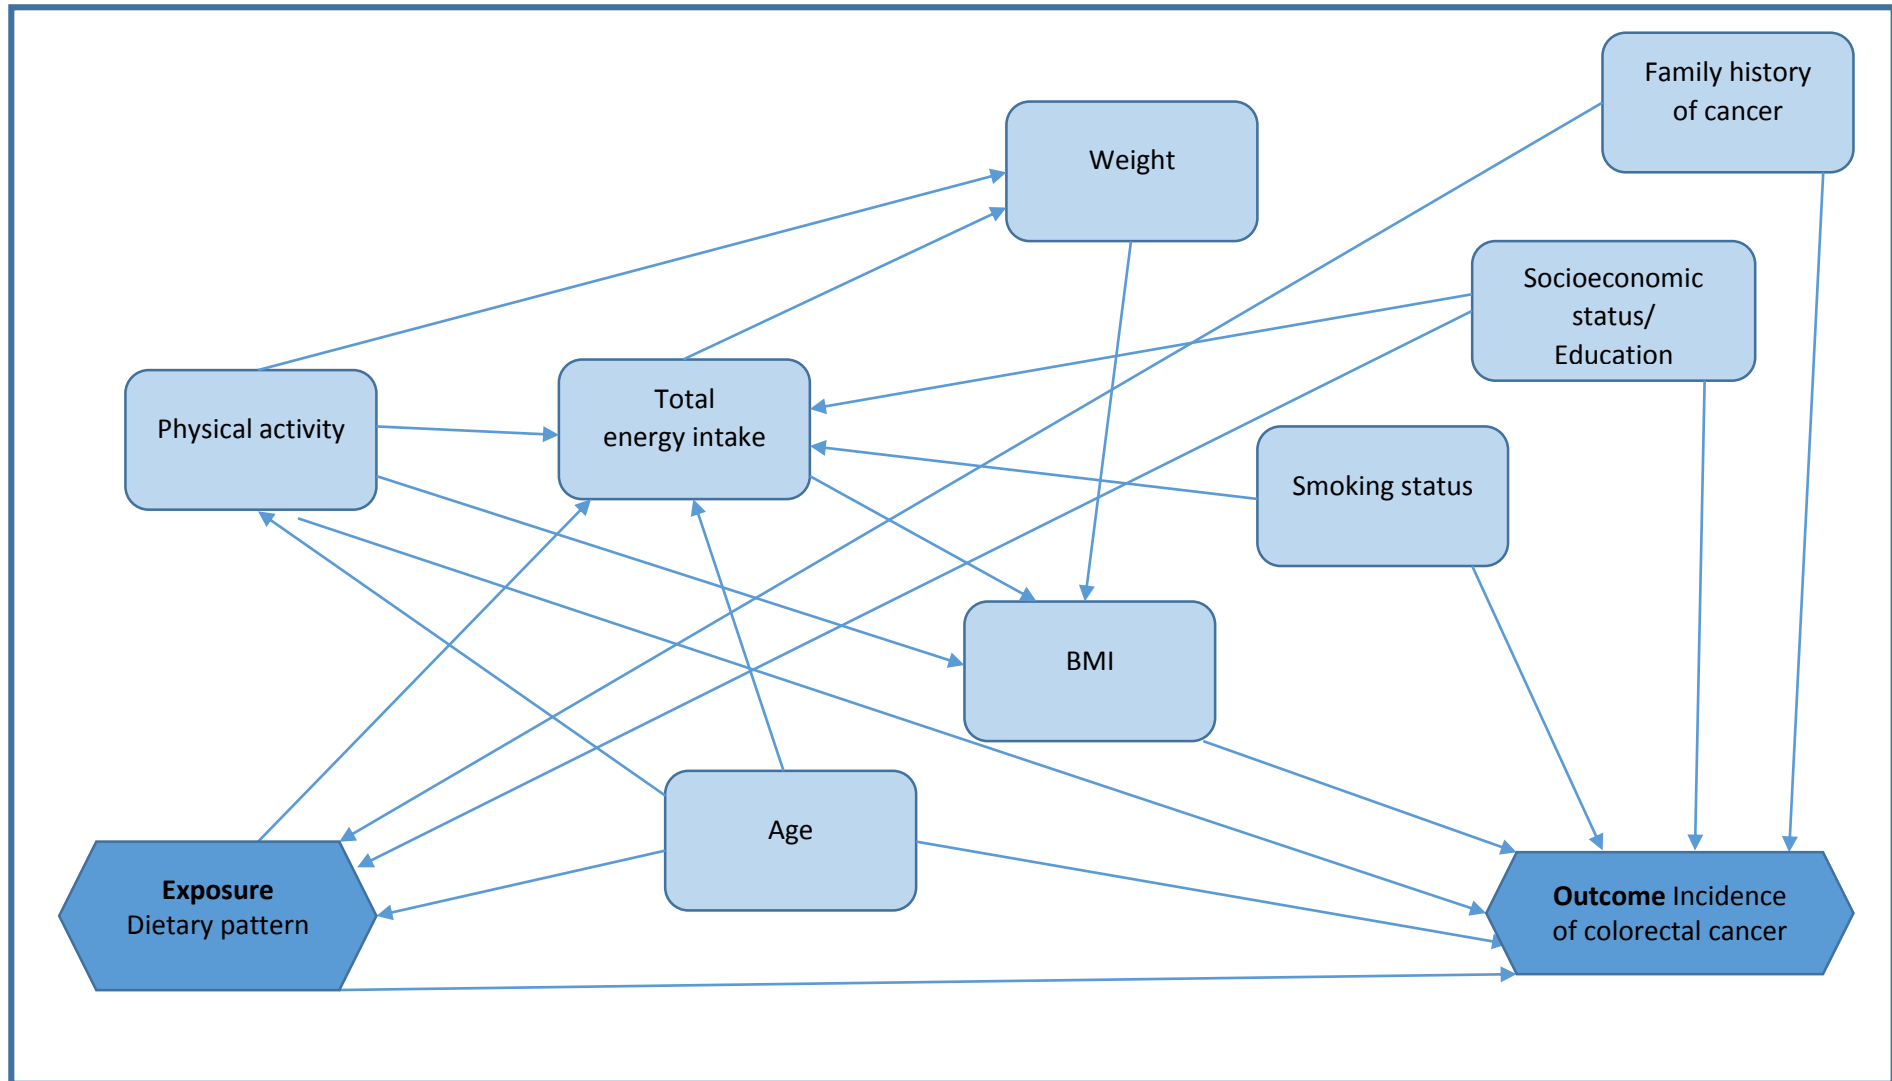 Family history
of cancer
Weight
Socioeconomic
status/
Education
Total
energy intake
Physical activity
Smoking status
BMI
Age
Exposure
Dietary pattern
Outcome Incidence
of colorectal cancer